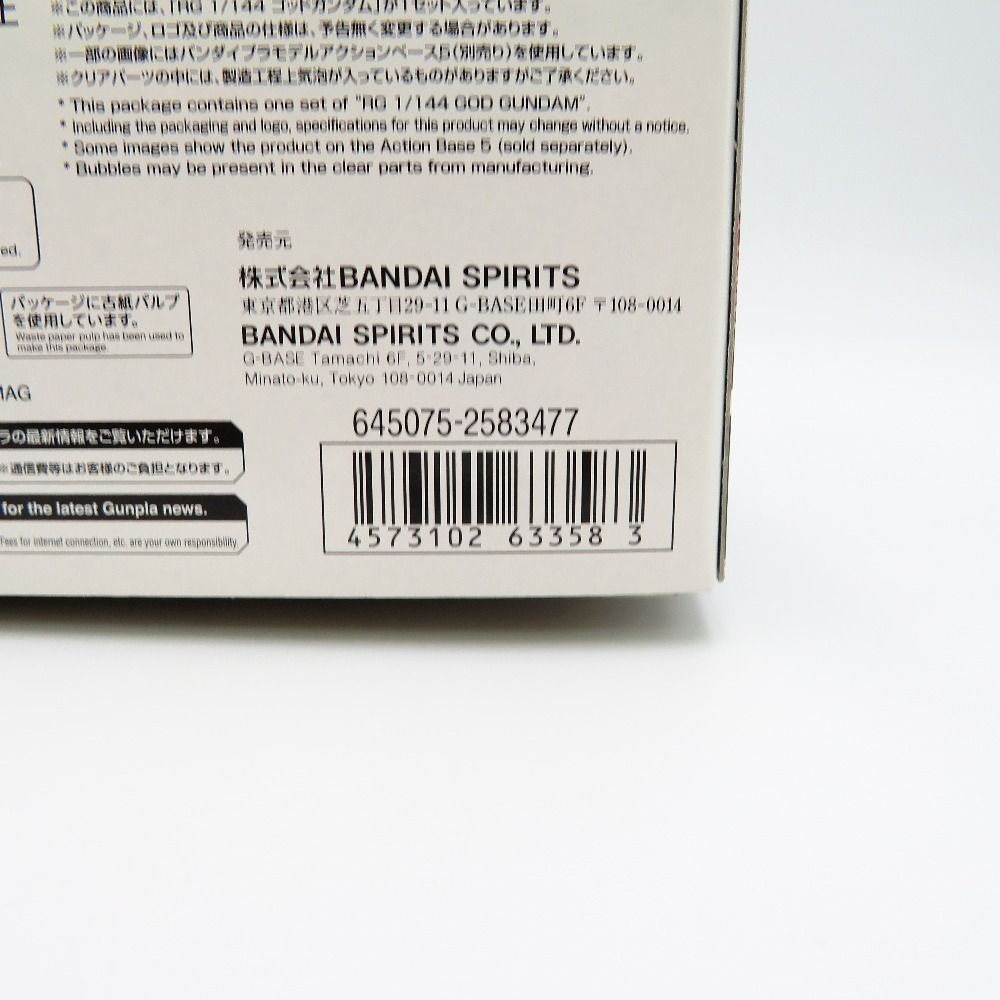 ※この商品には、「RG 1/144 ゴッドガンダム」が1セット入っています。
※パッケージ、ロゴ及び商品の仕様は、予告無く変更する場合があります。
※一部の画像にはバンダイプラモデルアクションベース5(別売り)を使用しています。
※クリアパーツの中には、製造工程上気泡が入っているものがありますがご了承ください。
* This package contains one set of "RG 1/144 GOD GUNDAM".
* Including the packaging and logo, specifications for this product may change without a notice.
* Some images show the product on the Action Base 5 (sold separately).
* Bubbles may be present in the clear parts from manufacturing.
ed.
パッケージに古紙パルプ
を使用しています。
Waste paper pulp has been used to
make this package.
MAG
ラの最新情報をご覧いただけます。
※通信費等はお客様のご負担となります。
for the latest Gunpla news.
Fees for internet connection, etc. are your own responsibility
発売元
株式会社BANDAI SPIRITS
東京都港区芝五丁目29-11 G-BASE田町6F 〒108-0014
BANDAI SPIRITS CO., LTD.
G-BASE Tamachi 6F, 5-29-11, Shiba,
Minato-ku, Tokyo 108-0014 Japan
645075-2583477
4573102 63358 3